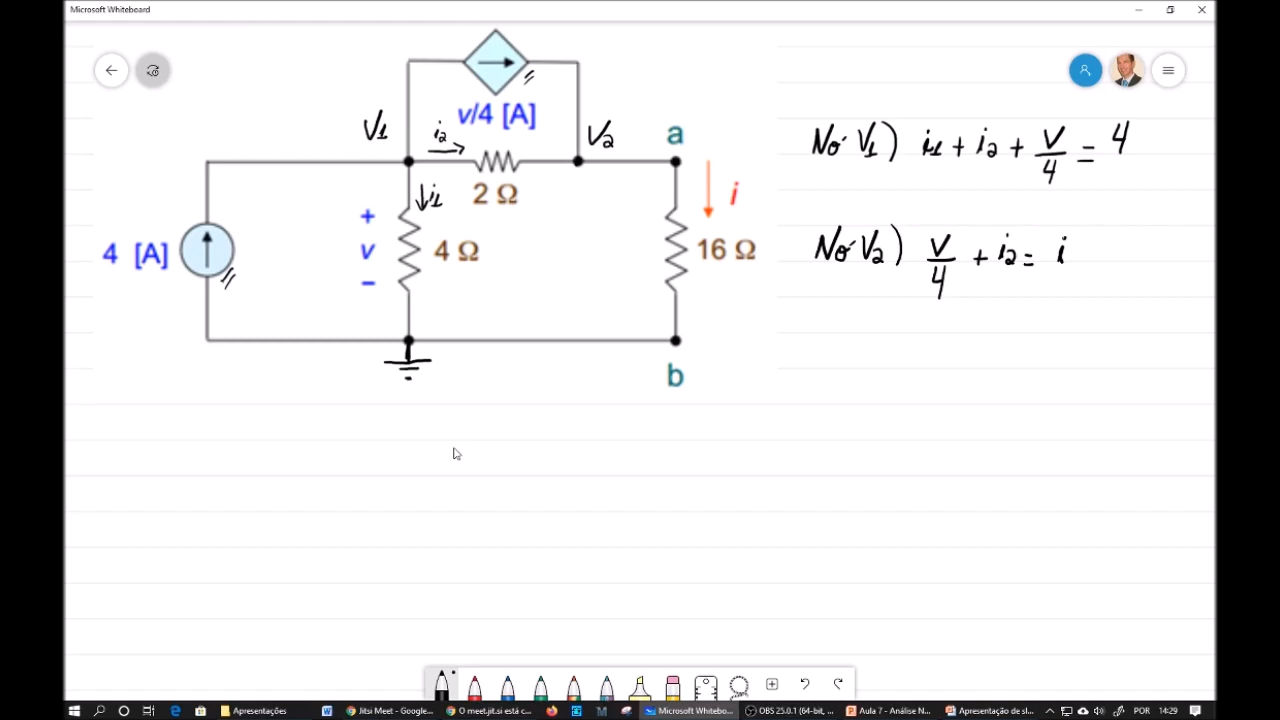 Microsoft Whiteboard
v/4 [A]
V1
i2
V2
a
2 Ω
i1
i
4 [A]
+
v
−
4 Ω
16 Ω
b
Nó V1) i1 + i2 + V/4 = 4
Nó V2) V/4 + i2 = i
Apresentações
Jitsi Meet - Google...
O meet.jit.si está c...
Microsoft Whitebo...
OBS 25.0.1 (64-bit, ...
Aula 7 - Análise N...
Apresentação de sl...
POR
14:29